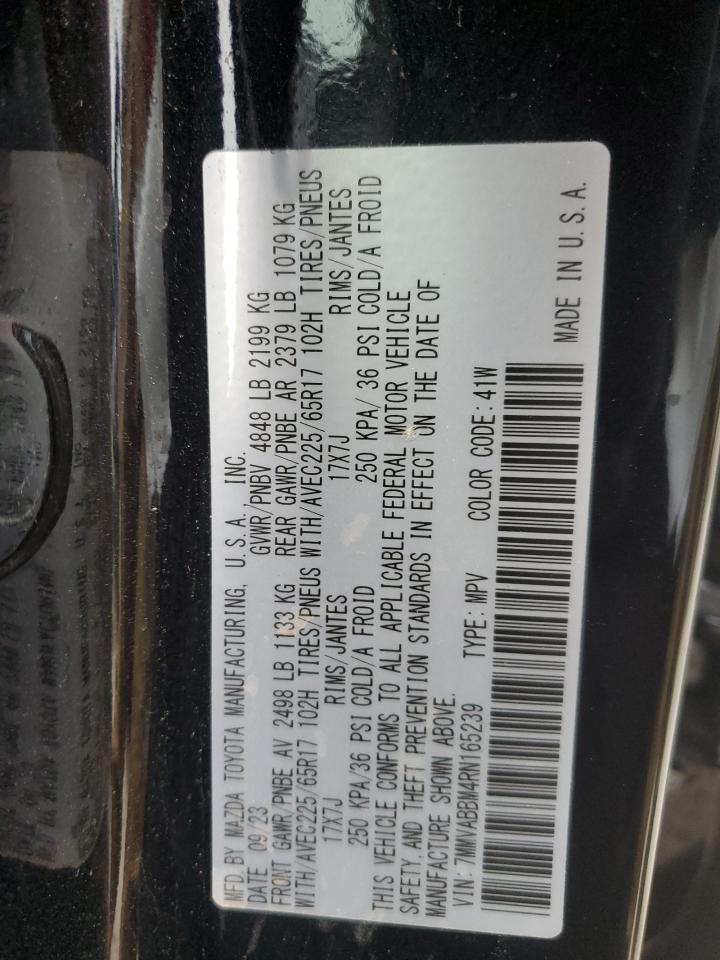 MFD.BY MAZDA TOYOTA MANUFACTURING, U.S.A. INC.
DATE 09/23 GVWR/PNBV 4848 LB 2199 KG
FRONT GAWR/PNBE AV 2498 LB 1133 KG REAR GAWR/PNBE AR 2379 LB 1079 KG
WITH/AVEC225/65R17 102H TIRES/PNEUS WITH/AVEC225/65R17 102H TIRES/PNEUS
17X7J RIMS/JANTES 17X7J RIMS/JANTES
250 KPA/36 PSI COLD/A FROID 250 KPA/ 36 PSI COLD/A FROID
THIS VEHICLE CONFORMS TO ALL APPLICABLE FEDERAL MOTOR VEHICLE
SAFETY AND THEFT PREVENTION STANDARDS IN EFFECT ON THE DATE OF
MANUFACTURE SHOWN ABOVE.
VIN:7MMVABBM4RN165239 TYPE:MPV COLOR CODE:41W
MADE IN U.S.A.